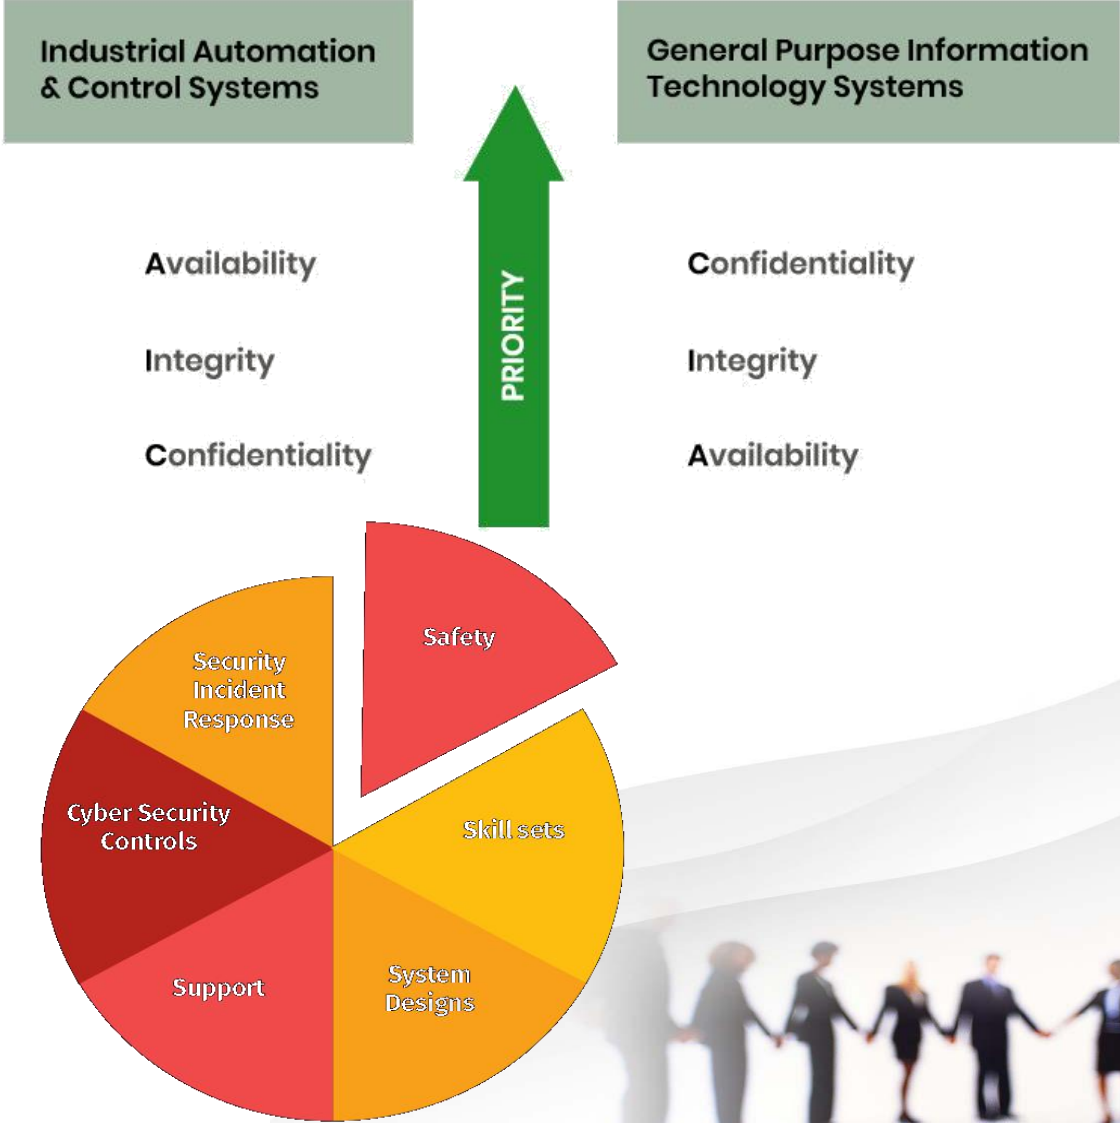 Industrial Automation
& Control Systems
General Purpose Information
Technology Systems
PRIORITY
Availability
Integrity
Confidentiality
Confidentiality
Integrity
Availability
Safety
Security
Incident
Response
Cyber Security
Controls
Skill sets
Support
System
Designs